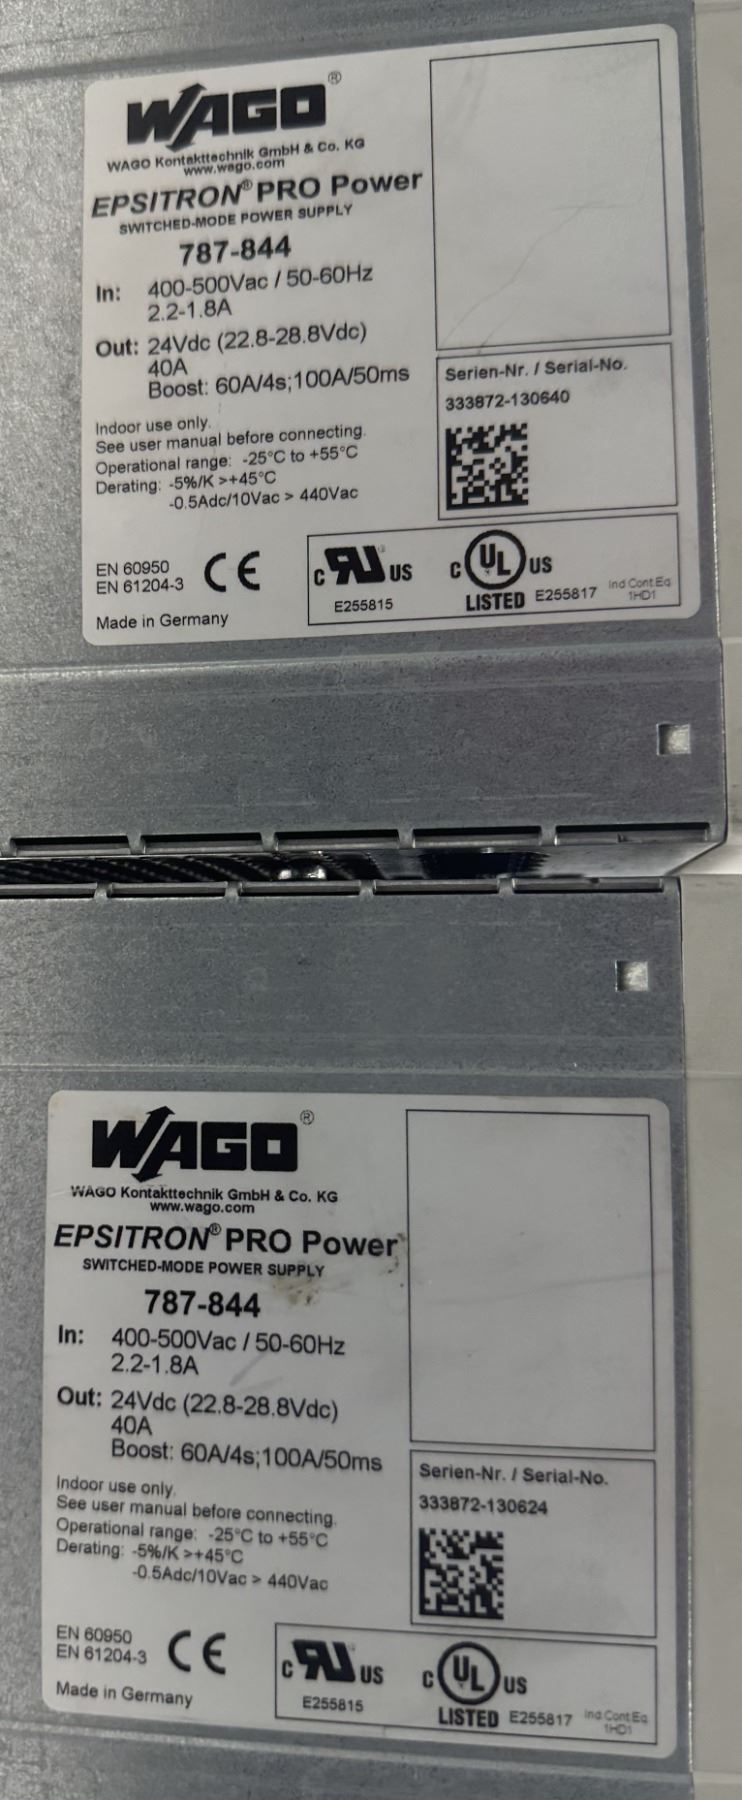 WAGO®
WAGO Kontakttechnik GmbH & Co. KG
www.wago.com
EPSITRON® PRO Power
SWITCHED-MODE POWER SUPPLY
787-844
In: 400-500Vac / 50-60Hz
2.2-1.8A
Out: 24Vdc (22.8-28.8Vdc)
40A
Boost: 60A/4s;100A/50ms
Indoor use only.
See user manual before connecting.
Operational range: -25°C to +55°C
Derating: -5%/K >+45°C
-0.5Adc/10Vac > 440Vac
EN 60950
EN 61204-3
CE
Made in Germany
Serien-Nr. / Serial-No.
333872-130640
c RU US
E255815
c UL US
LISTED E255817 Ind.Cont.Eq
1HD1
WAGO®
WAGO Kontakttechnik GmbH & Co. KG
www.wago.com
EPSITRON® PRO Power
SWITCHED-MODE POWER SUPPLY
787-844
In: 400-500Vac / 50-60Hz
2.2-1.8A
Out: 24Vdc (22.8-28.8Vdc)
40A
Boost: 60A/4s;100A/50ms
Indoor use only.
See user manual before connecting.
Operational range: -25°C to +55°C
Derating: -5%/K >+45°C
-0.5Adc/10Vac > 440Vac
EN 60950
EN 61204-3
CE
Made in Germany
Serien-Nr. / Serial-No.
333872-130624
c RU US
E255815
c UL US
LISTED E255817 Ind.Cont.Eq
1HD1